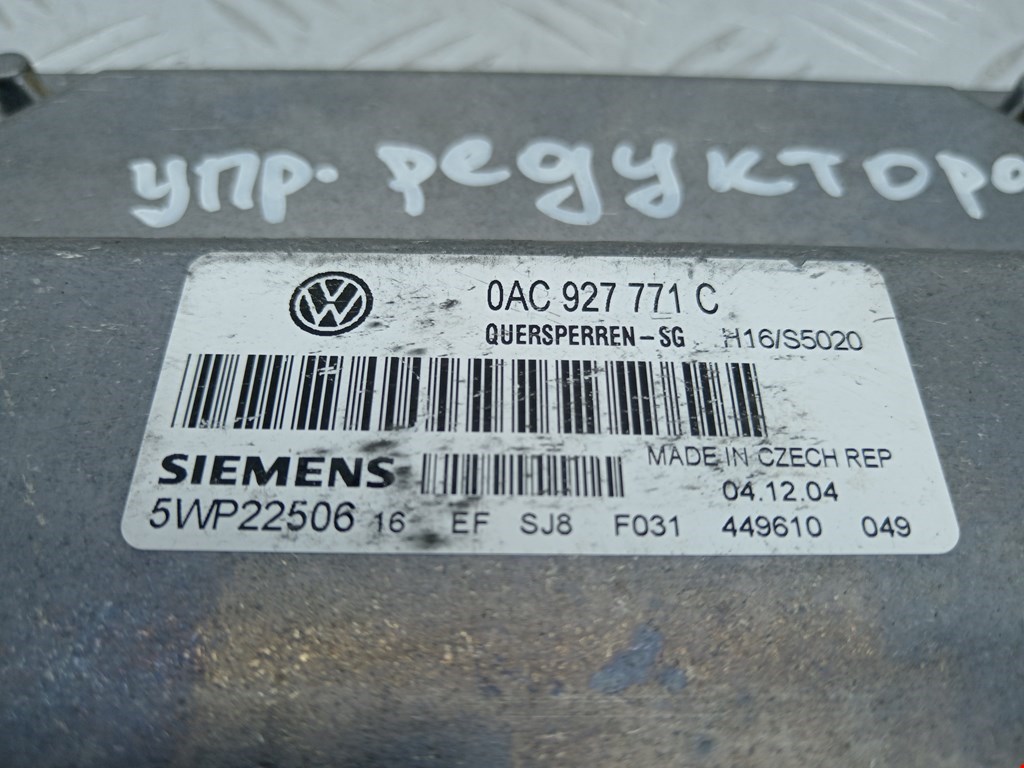 упр. редукторо
0AC 927 771 C
QUERSPERREN-SG H16/S5020
MADE IN CZECH REP
SIEMENS
04.12.04
5WP22506 16 EF SJ8 F031 449610 049